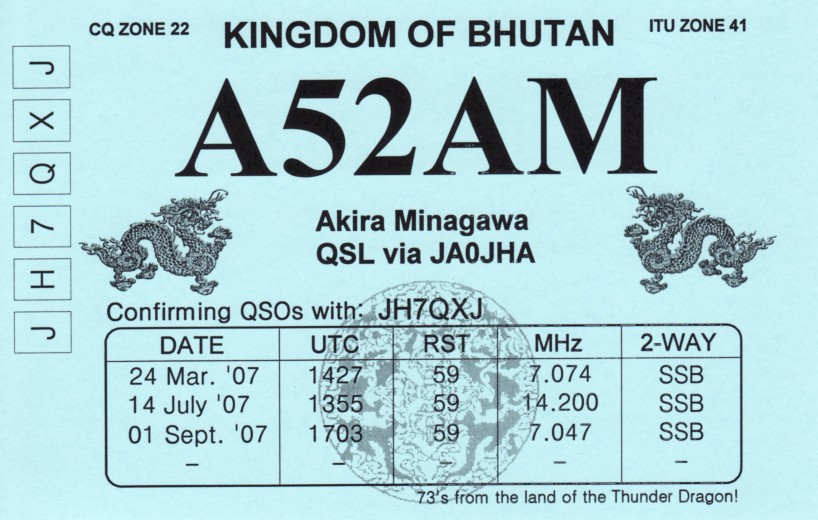 CQ ZONE 22 KINGDOM OF BHUTAN ITU ZONE 41
A52AM
J H 7 Q X J
Akira Minagawa
QSL via JA0JHA
Confirming QSOs with: JH7QXJ
DATE UTC RST MHz 2-WAY
24 Mar. '07 1427 59 7.074 SSB
14 July '07 1355 59 14.200 SSB
01 Sept. '07 1703 59 7.047 SSB
– – – – –
73's from the land of the Thunder Dragon!